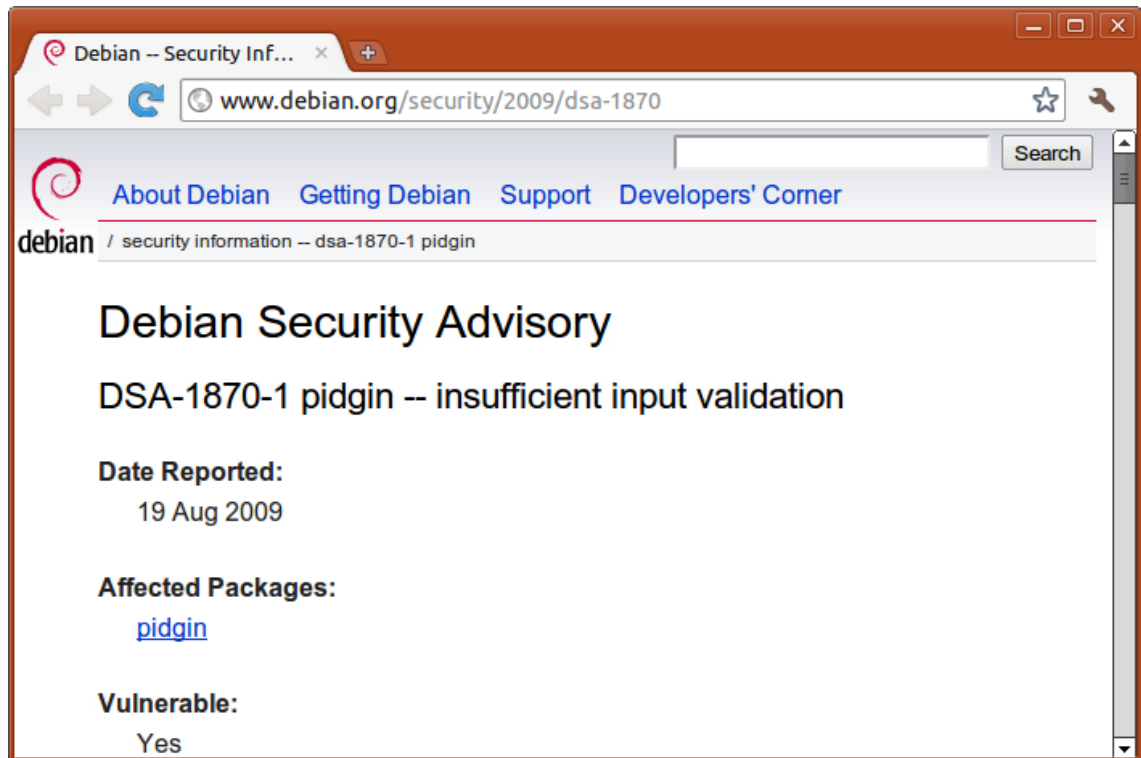 Debian -- Security Inf...
www.debian.org/security/2009/dsa-1870
Search
About Debian Getting Debian Support Developers' Corner
debian / security information -- dsa-1870-1 pidgin
Debian Security Advisory
DSA-1870-1 pidgin -- insufficient input validation
Date Reported:
19 Aug 2009
Affected Packages:
pidgin
Vulnerable:
Yes